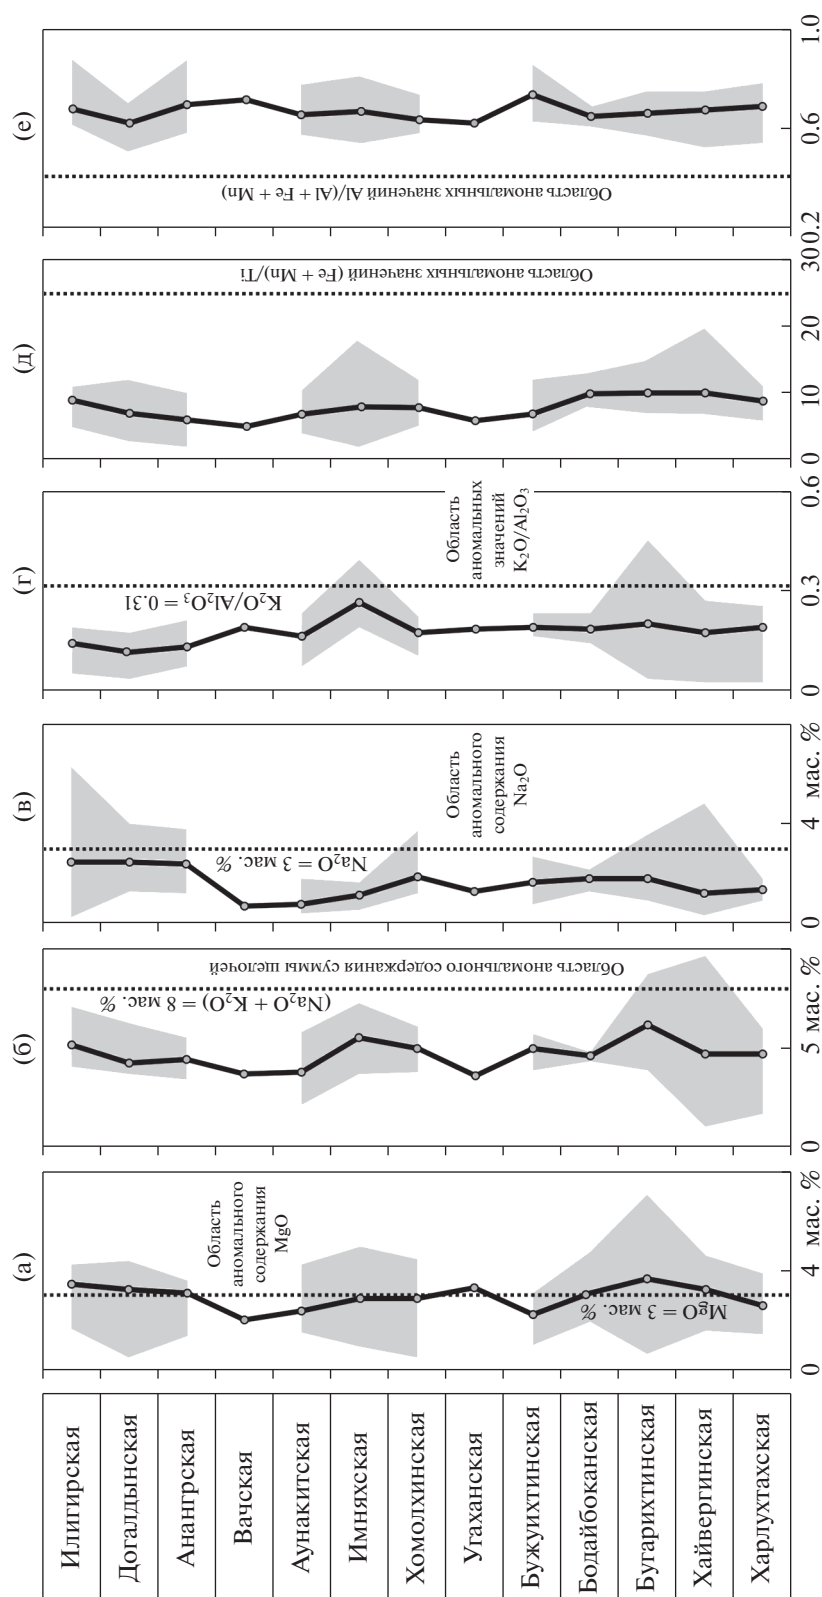 (а)
Область
аномального
содержания
MgO
MgO = 3 мас. %
0
4
мас. %
(б)
(Na₂O + K₂O) = 8 мас. %
Область аномального содержания суммы щелочей
0
5
мас. %
(в)
Na₂O = 3 мас. %
Область
аномального
содержания
Na₂O
0
4
мас. %
(г)
K₂O/Al₂O₃ = 0.31
Область
аномальных
значений
K₂O/Al₂O₃
0
0.3
0.6
(д)
Область аномальных значений (Fe + Mn)/Ti
0
10
20
30
(е)
Область аномальных значений Al/(Al + Fe + Mn)
0.2
0.6
1.0
Илигирская
Догалдынская
Анангрская
Вачская
Аунакитская
Имняхская
Хомолхинская
Угаханская
Бужуихтинская
Бодайбоканская
Бугарихтинская
Хайвергинская
Харлухтахская